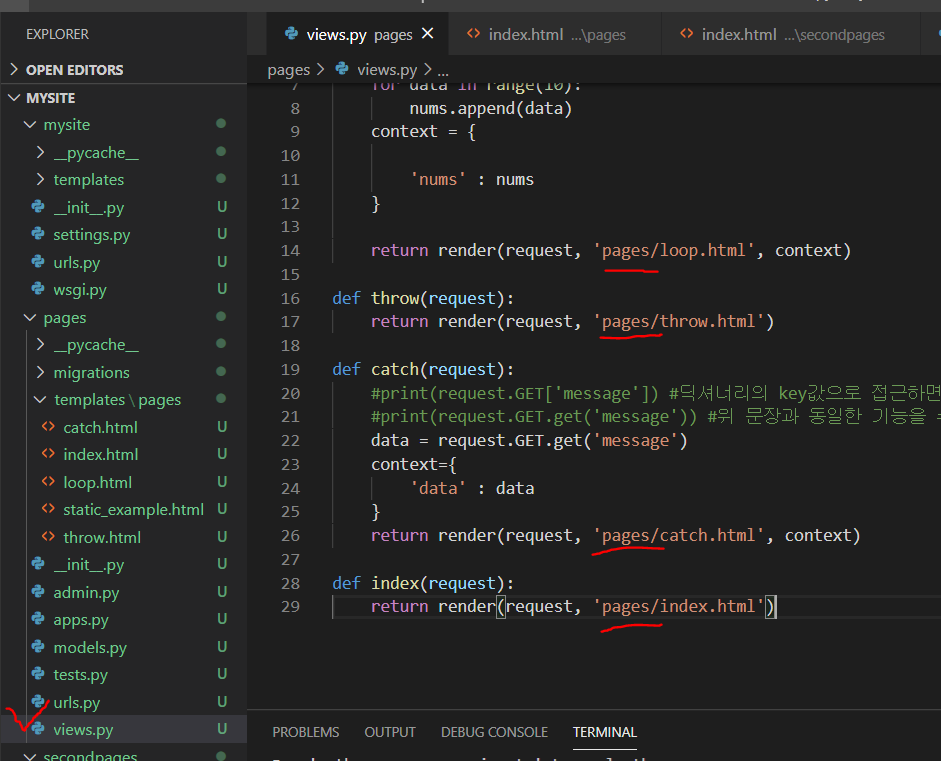 EXPLORER
OPEN EDITORS
MYSITE
mysite
__pycache__
templates
__init__.py U
settings.py U
urls.py U
wsgi.py U
pages
__pycache__
migrations
templates \ pages
catch.html U
index.html U
loop.html U
static_example.html U
throw.html U
__init__.py U
admin.py U
apps.py U
models.py U
tests.py U
urls.py U
views.py U
secondpages
views.py pages × index.html ...\pages index.html ...\secondpages
pages > views.py > ...
7 for data in range(10):
8 nums.append(data)
9 context = {
10
11 'nums' : nums
12 }
13
14 return render(request, 'pages/loop.html', context)
15
16 def throw(request):
17 return render(request, 'pages/throw.html')
18
19 def catch(request):
20 #print(request.GET['message']) #딕셔너리의 key값으로 접근하면
21 #print(request.GET.get('message')) #위 문장과 동일한 기능을
22 data = request.GET.get('message')
23 context={
24 'data' : data
25 }
26 return render(request, 'pages/catch.html', context)
27
28 def index(request):
29 return render(request, 'pages/index.html')
PROBLEMS OUTPUT DEBUG CONSOLE TERMINAL